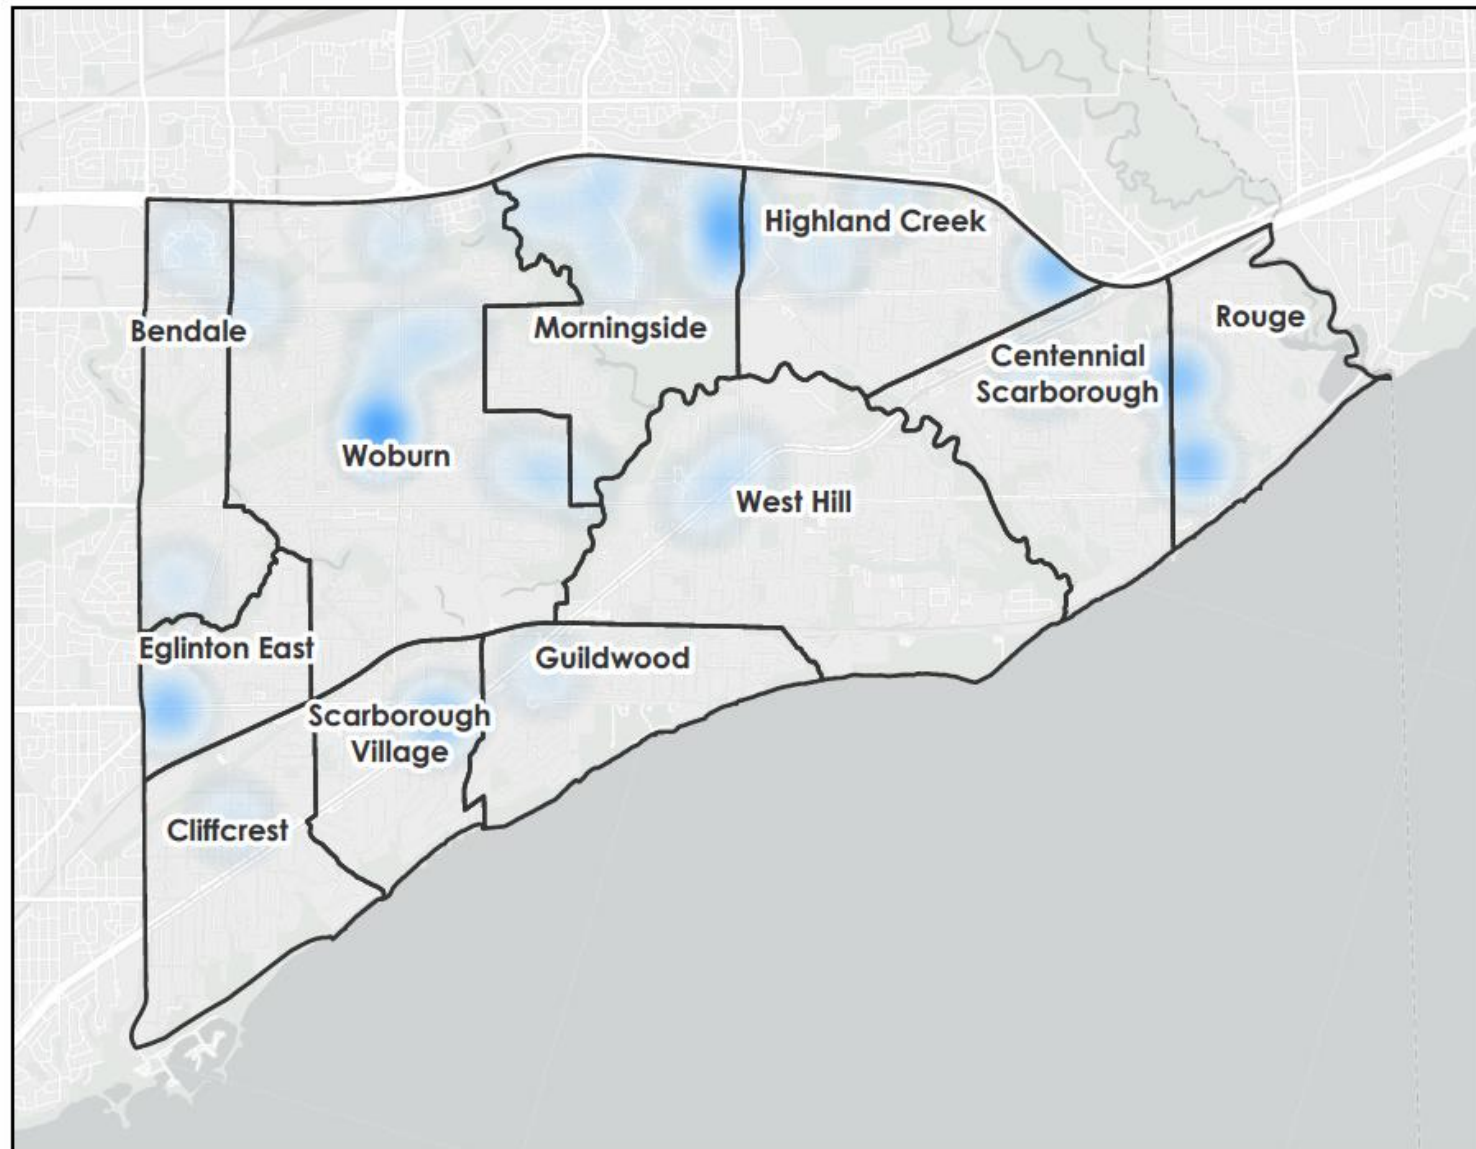 Highland Creek
Rouge
Bendale
Morningside
Centennial
Scarborough
Woburn
West Hill
Eglinton East
Guildwood
Scarborough
Village
Cliffcrest